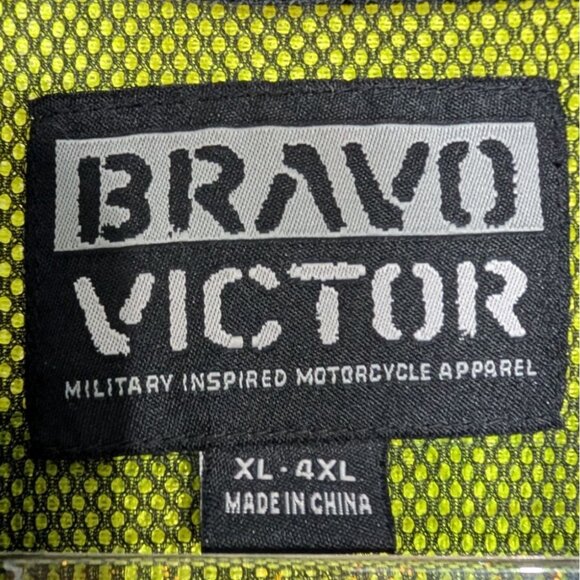 BRAVO
VICTOR
MILITARY INSPIRED MOTORCYCLE APPAREL
XL - 4XL
MADE IN CHINA